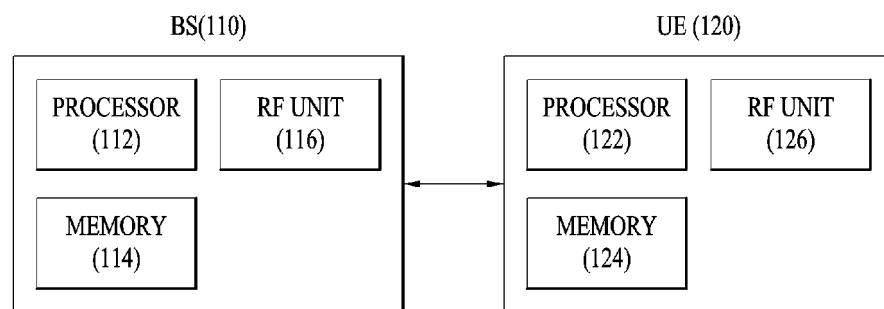 BS(110)
UE (120)
PROCESSOR
(112)
RF UNIT
(116)
PROCESSOR
(122)
RF UNIT
(126)
MEMORY
(114)
MEMORY
(124)